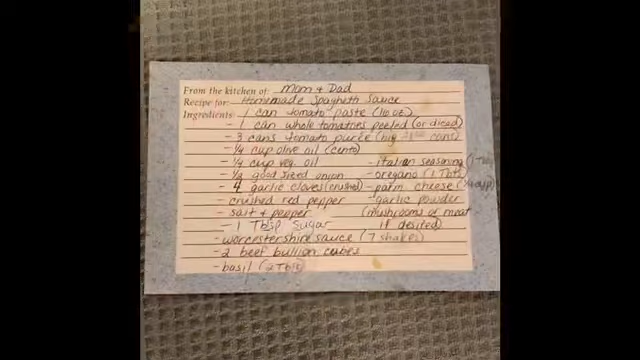 From the kitchen of: Mom + Dad
Recipe for: Homemade Spaghetti Sauce
Ingredients: 1 can tomato paste
- 1 can whole tomatoes peeled (or diced)
- 3 cans tomato puree (big cans)
- 1/4 cup olive oil
- 1/4 cup veg. oil - italian seasoning
- 1/2 good sized onion - oregano (1 Tbls)
- 4 garlic cloves (crushed) - parm cheese
- crushed red pepper - garlic powder
- salt + pepper (mushrooms or meat
- 1 Tbsp sugar if desired)
- worcestershire sauce (7 shakes)
- 2 beef bullion cubes
- basil (2 Tbls)